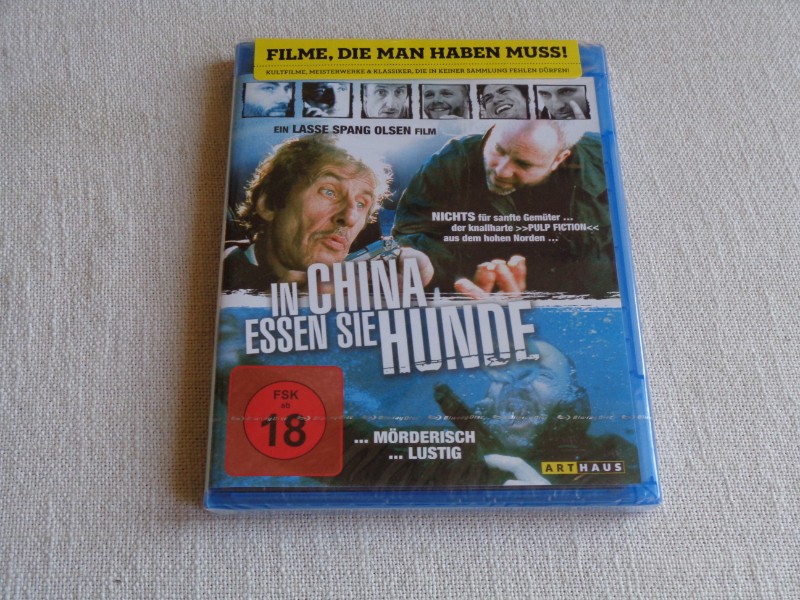 FILME, DIE MAN HABEN MUSS!
KULTFILME, MEISTERWERKE & KLASSIKER, DIE IN KEINER SAMMLUNG FEHLEN DÜRFEN!
EIN LASSE SPANG OLSEN FILM
NICHTS für sanfte Gemüter ...
der knallharte >>PULP FICTION<<
aus dem hohen Norden ...
IN CHINA
ESSEN SIE HUNDE
FSK
ab
18
... MÖRDERISCH
... LUSTIG
ARTHAUS